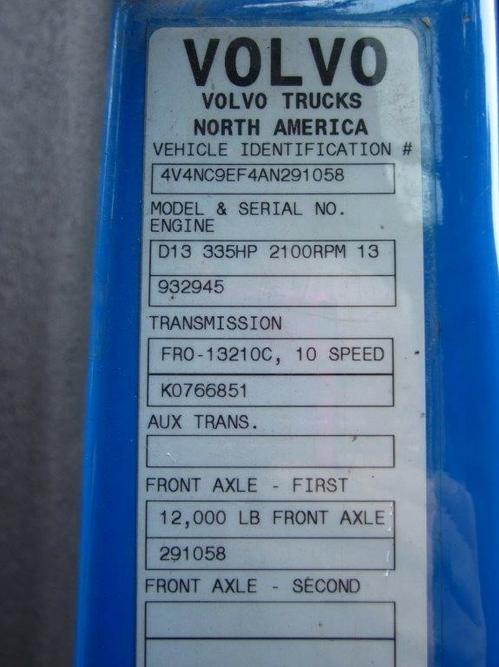 VOLVO
VOLVO TRUCKS
NORTH AMERICA
VEHICLE IDENTIFICATION #
4V4NC9EF4AN291058
MODEL & SERIAL NO.
ENGINE
D13 335HP 2100RPM 13
932945
TRANSMISSION
FRO-13210C, 10 SPEED
K0766851
AUX TRANS.
FRONT AXLE - FIRST
12,000 LB FRONT AXLE
291058
FRONT AXLE - SECOND